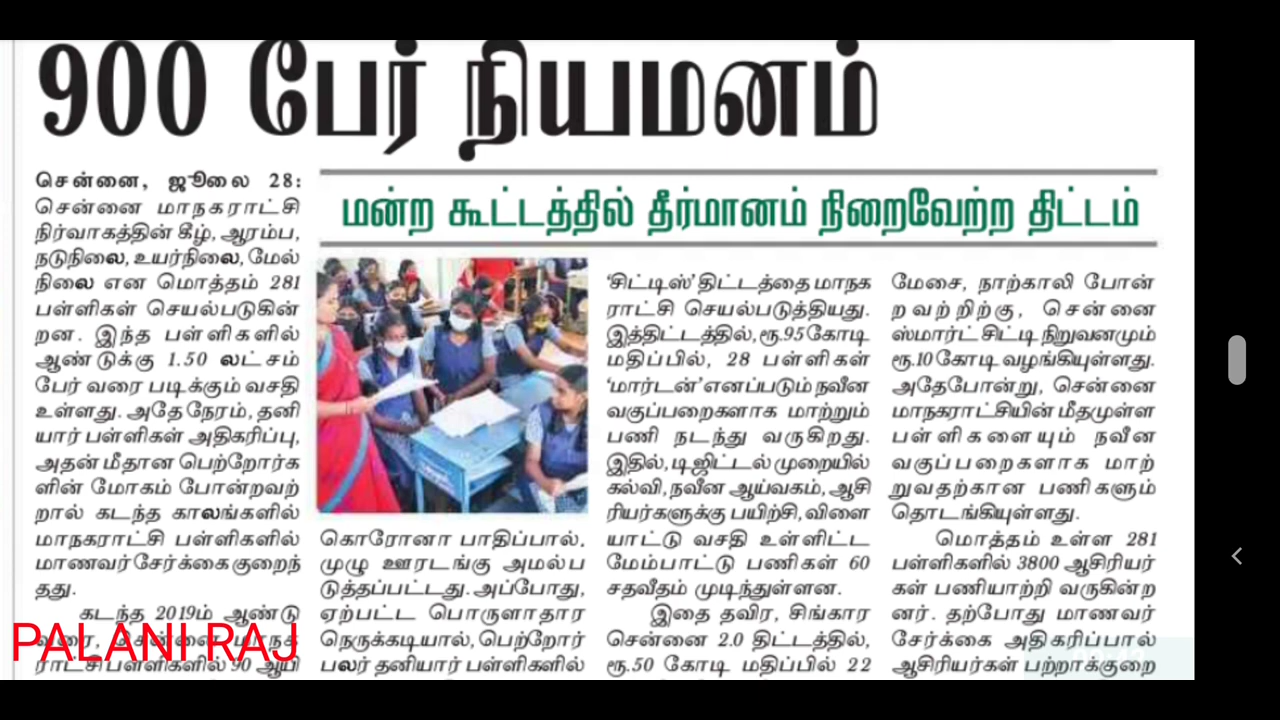 900 பேர் நியமனம்
மன்ற கூட்டத்தில் தீர்மானம் நிறைவேற்ற திட்டம்
சென்னை, ஜூலை 28:
சென்னை மாநகராட்சி
நிர்வாகத்தின் கீழ், ஆரம்ப,
நடுநிலை, உயர்நிலை, மேல்
நிலை என மொத்தம் 281
பள்ளிகள் செயல்படுகின்
றன. இந்த பள்ளிகளில்
ஆண்டுக்கு 1.50 லட்சம்
பேர் வரை படிக்கும் வசதி
உள்ளது. அதேநேரம், தனி
யார் பள்ளிகள் அதிகரிப்பு,
அதன் மீதான பெற்றோர்க
ளின் மோகம் போன்றவற்
றால் கடந்த காலங்களில்
மாநகராட்சி பள்ளிகளில்
மாணவர் சேர்க்கை குறைந்
தது.
கடந்த 2019ம் ஆண்டு
வரை, சென்னை மாநக
ராட்சி பள்ளிகளில் 90 ஆயி
PALANI RAJ
கொரோனா பாதிப்பால்,
முழு ஊரடங்கு அமல்ப
டுத்தப்பட்டது. அப்போது,
ஏற்பட்ட பொருளாதார
நெருக்கடியால், பெற்றோர்
பலர் தனியார் பள்ளிகளில்
‘சிட்டிஸ்’ திட்டத்தை மாநக
ராட்சி செயல்படுத்தியது.
இத்திட்டத்தில், ரூ.95 கோடி
மதிப்பில், 28 பள்ளிகள்
‘மார்டன்’ எனப்படும் நவீன
வகுப்பறைகளாக மாற்றும்
பணி நடந்து வருகிறது.
இதில், டிஜிட்டல் முறையில்
கல்வி, நவீன ஆய்வகம், ஆசி
ரியர்களுக்கு பயிற்சி, விளை
யாட்டு வசதி உள்ளிட்ட
மேம்பாட்டு பணிகள் 60
சதவீதம் முடிந்துள்ளன.
இதை தவிர, சிங்கார
சென்னை 2.0 திட்டத்தில்,
ரூ.50 கோடி மதிப்பில் 22
மேசை, நாற்காலி போன்
றவற்றிற்கு, சென்னை
ஸ்மார்ட் சிட்டி நிறுவனமும்
ரூ.10 கோடி வழங்கியுள்ளது.
அதேபோன்று, சென்னை
மாநகராட்சியின் மீதமுள்ள
பள்ளிகளையும் நவீன
வகுப்பறைகளாக மாற்
றுவதற்கான பணிகளும்
தொடங்கியுள்ளது.
மொத்தம் உள்ள 281
பள்ளிகளில் 3800 ஆசிரியர்
கள் பணியாற்றி வருகின்ற
னர். தற்போது மாணவர்
சேர்க்கை அதிகரிப்பால்
ஆசிரியர்கள் பற்றாக்குறை